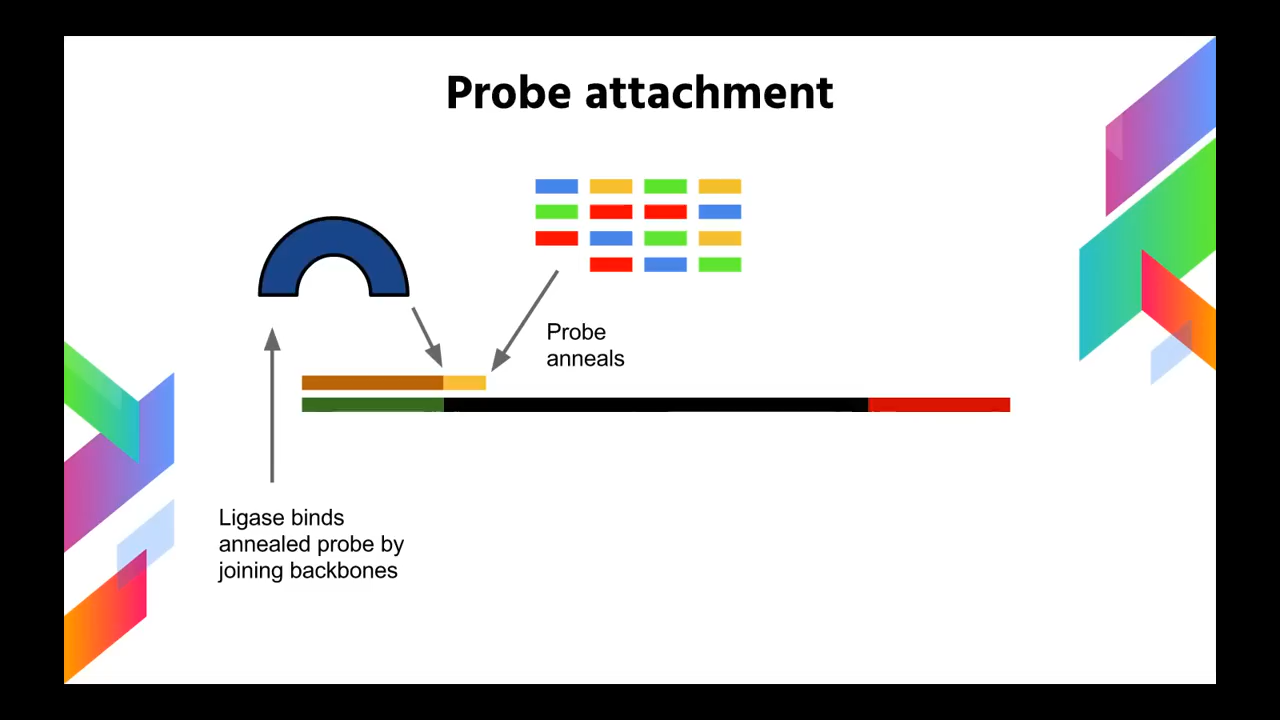 Probe attachment
Probe
anneals
Ligase binds
annealed probe by
joining backbones